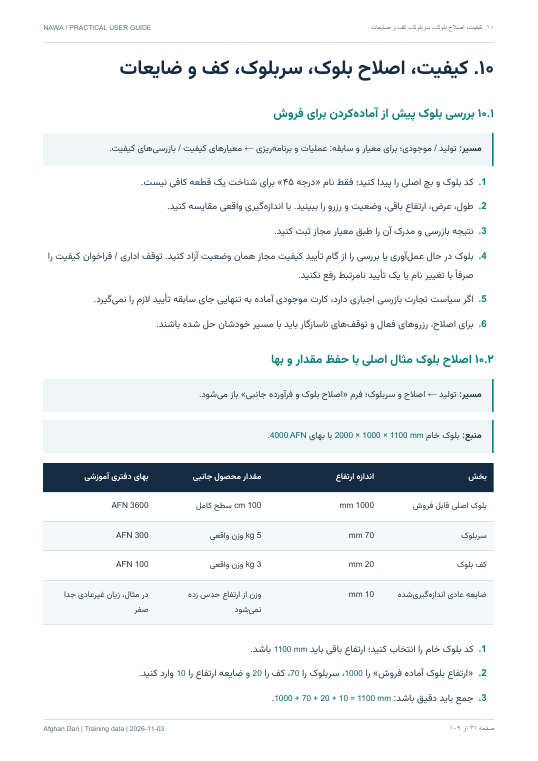 ۱۰. کیفیت، اصلاح بلوک، سربلوک، کف و ضایعات
NAWA / PRACTICAL USER GUIDE
۱۰. کیفیت، اصلاح بلوک، سربلوک، کف و ضایعات
۱۰.۱ بررسی بلوک پیش از آماده‌کردن برای فروش
مسیر: تولید / موجودی؛ برای معیار و سابقه: عملیات و برنامه‌ریزی ← معیارهای کیفیت / بازرسی‌های کیفیت.
1. کد بلوک و بچ اصلی را پیدا کنید؛ فقط نام «درجه ۴۵» برای شناخت یک قطعه کافی نیست.
2. طول، عرض، ارتفاع باقی، وضعیت و رزرو را ببینید. با اندازه‌گیری واقعی مقایسه کنید.
3. نتیجه بازرسی و مدرک آن را طبق معیار مجاز ثبت کنید.
4. بلوک در حال عمل‌آوری یا بررسی را از گام تأیید کیفیت مجاز همان وضعیت آزاد کنید. توقف اداری / فراخوان کیفیت را
صرفاً با تغییر نام یا یک تأیید نامرتبط رفع نکنید.
5. اگر سیاست تجارت بازرسی اجباری دارد، کارت موجودی آماده به تنهایی جای سابقه تأیید لازم را نمی‌گیرد.
6. برای اصلاح، رزروهای فعال و توقف‌های ناسازگار باید با مسیر خودشان حل شده باشند.
۱۰.۲ اصلاح بلوک مثال اصلی با حفظ مقدار و بها
مسیر: تولید ← اصلاح و سربلوک؛ فرم «اصلاح بلوک و فرآورده جانبی» باز می‌شود.
منبع: بلوک خام 2000 × 1000 × 1100 mm با بهای 4000 AFN.
بخش اندازه ارتفاع مقدار محصول جانبی بهای دفتری آموزشی
بلوک اصلی قابل فروش 1000 mm 100 cm سطح کامل AFN 3600
سربلوک 70 mm 5 kg وزن واقعی AFN 300
کف بلوک 20 mm 3 kg وزن واقعی AFN 100
ضایعه عادی اندازه‌گیری‌شده 10 mm وزن از ارتفاع حدس زده در مثال، زیان غیرعادی جدا
نمی‌شود صفر
1. کد بلوک خام را انتخاب کنید؛ ارتفاع باقی باید 1100 mm باشد.
2. «ارتفاع بلوک آماده فروش» را 1000، سربلوک را 70، کف را 20 و ضایعه ارتفاع را 10 وارد کنید.
3. جمع باید دقیق باشد: 1000 + 70 + 20 + 10 = 1100 mm.
صفحه ۳۱ از ۱۰۹
Afghan Dari | Training data | 2026-11-03